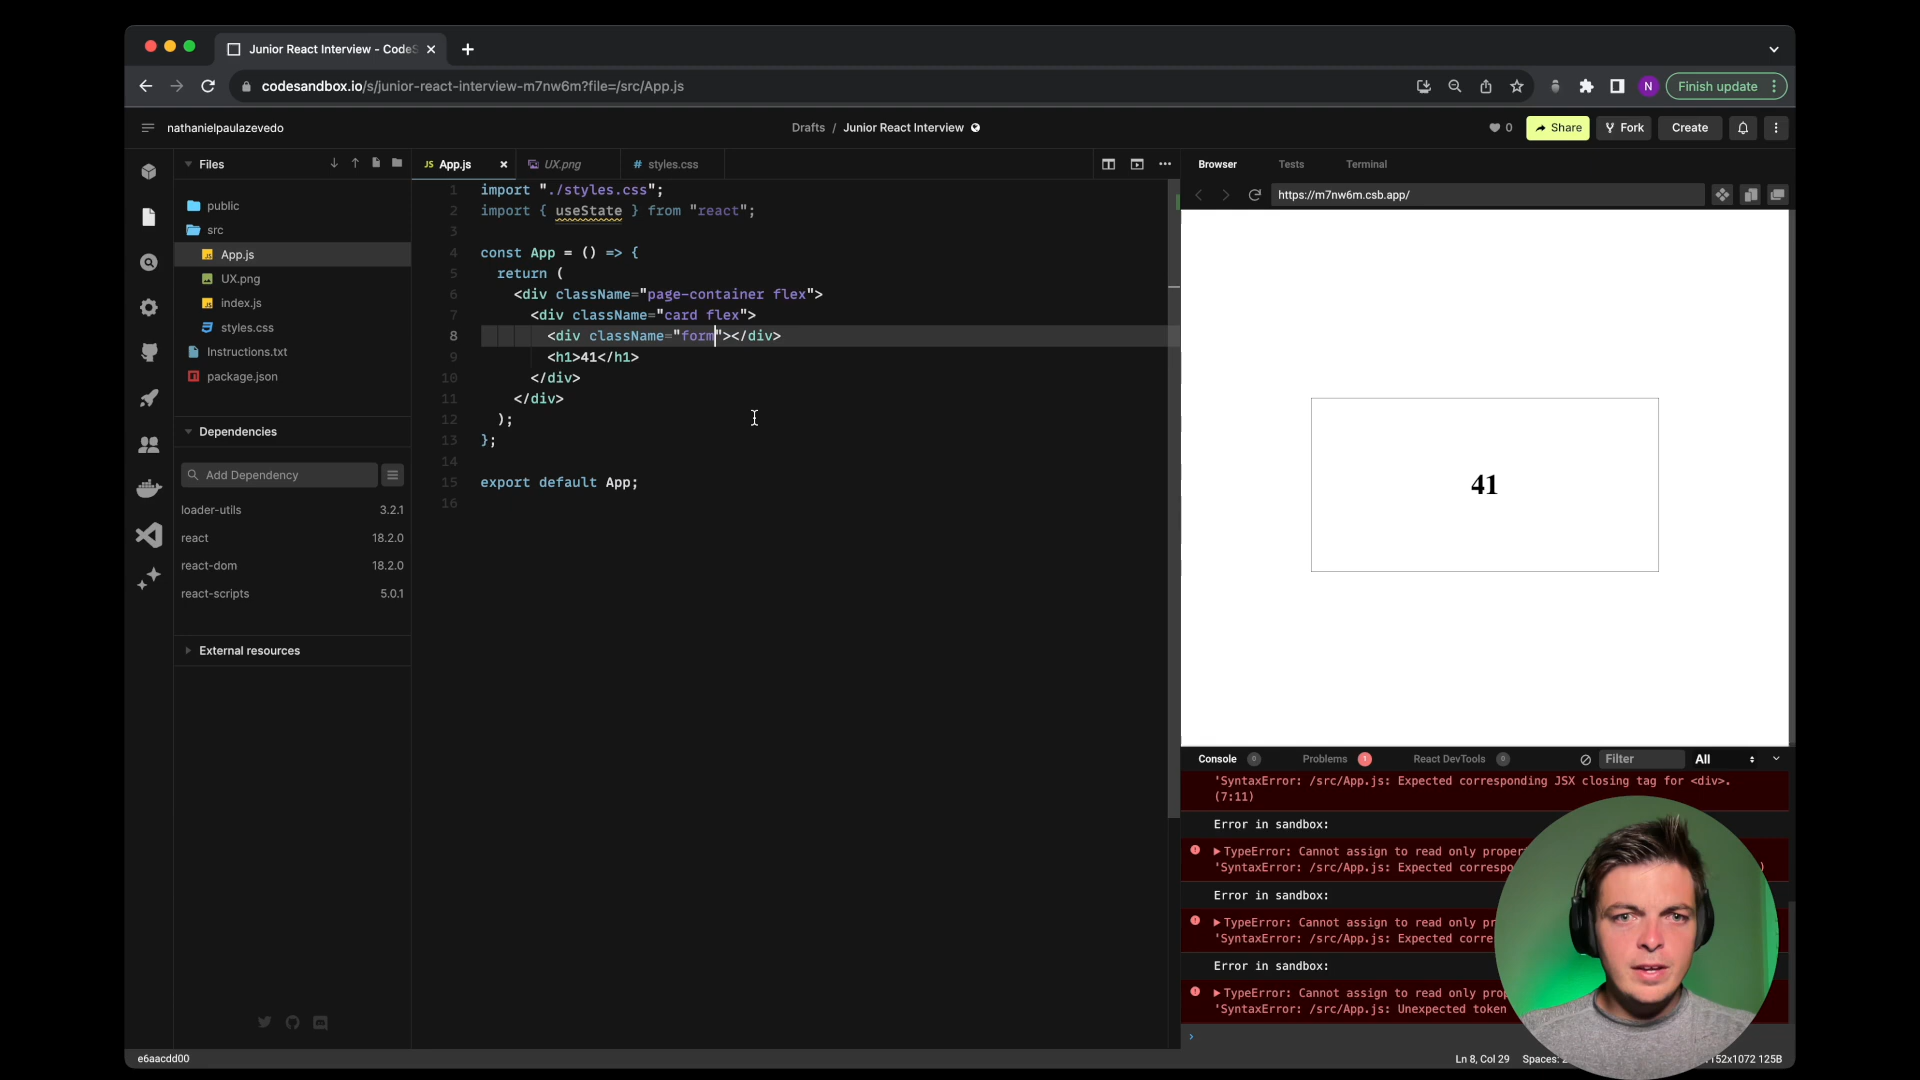 Junior React Interview - CodeS
codesandbox.io/s/junior-react-interview-m7nw6m?file=/src/App.js
N
Finish update
nathanielpaulazevedo
Drafts / Junior React Interview
0
Share
Fork
Create
Files
public
src
App.js
UX.png
index.js
styles.css
Instructions.txt
package.json
Dependencies
Add Dependency
loader-utils 3.2.1
react 18.2.0
react-dom 18.2.0
react-scripts 5.0.1
External resources
JS App.js
UX.png
# styles.css
1 import "./styles.css";
2 import { useState } from "react";
3
4 const App = () => {
5 return (
6 <div className="page-container flex">
7 <div className="card flex">
8 <div className="form"></div>
9 <h1>41</h1>
10 </div>
11 </div>
12 );
13 };
14
15 export default App;
16
Browser Tests Terminal
https://m7nw6m.csb.app/
41
Console 0 Problems 1 React DevTools 0 Filter All
'SyntaxError: /src/App.js: Expected corresponding JSX closing tag for <div>.
(7:11)
Error in sandbox:
TypeError: Cannot assign to read only
'SyntaxError: /src/App.js: Expected
Error in sandbox:
TypeError: Cannot assign to read only
'SyntaxError: /src/App.js: Expected
Error in sandbox:
TypeError: Cannot assign to read only
'SyntaxError: /src/App.js: Unexpected token
e6aacdd00
Ln 8, Col 29 Spaces: 152x1072 125B